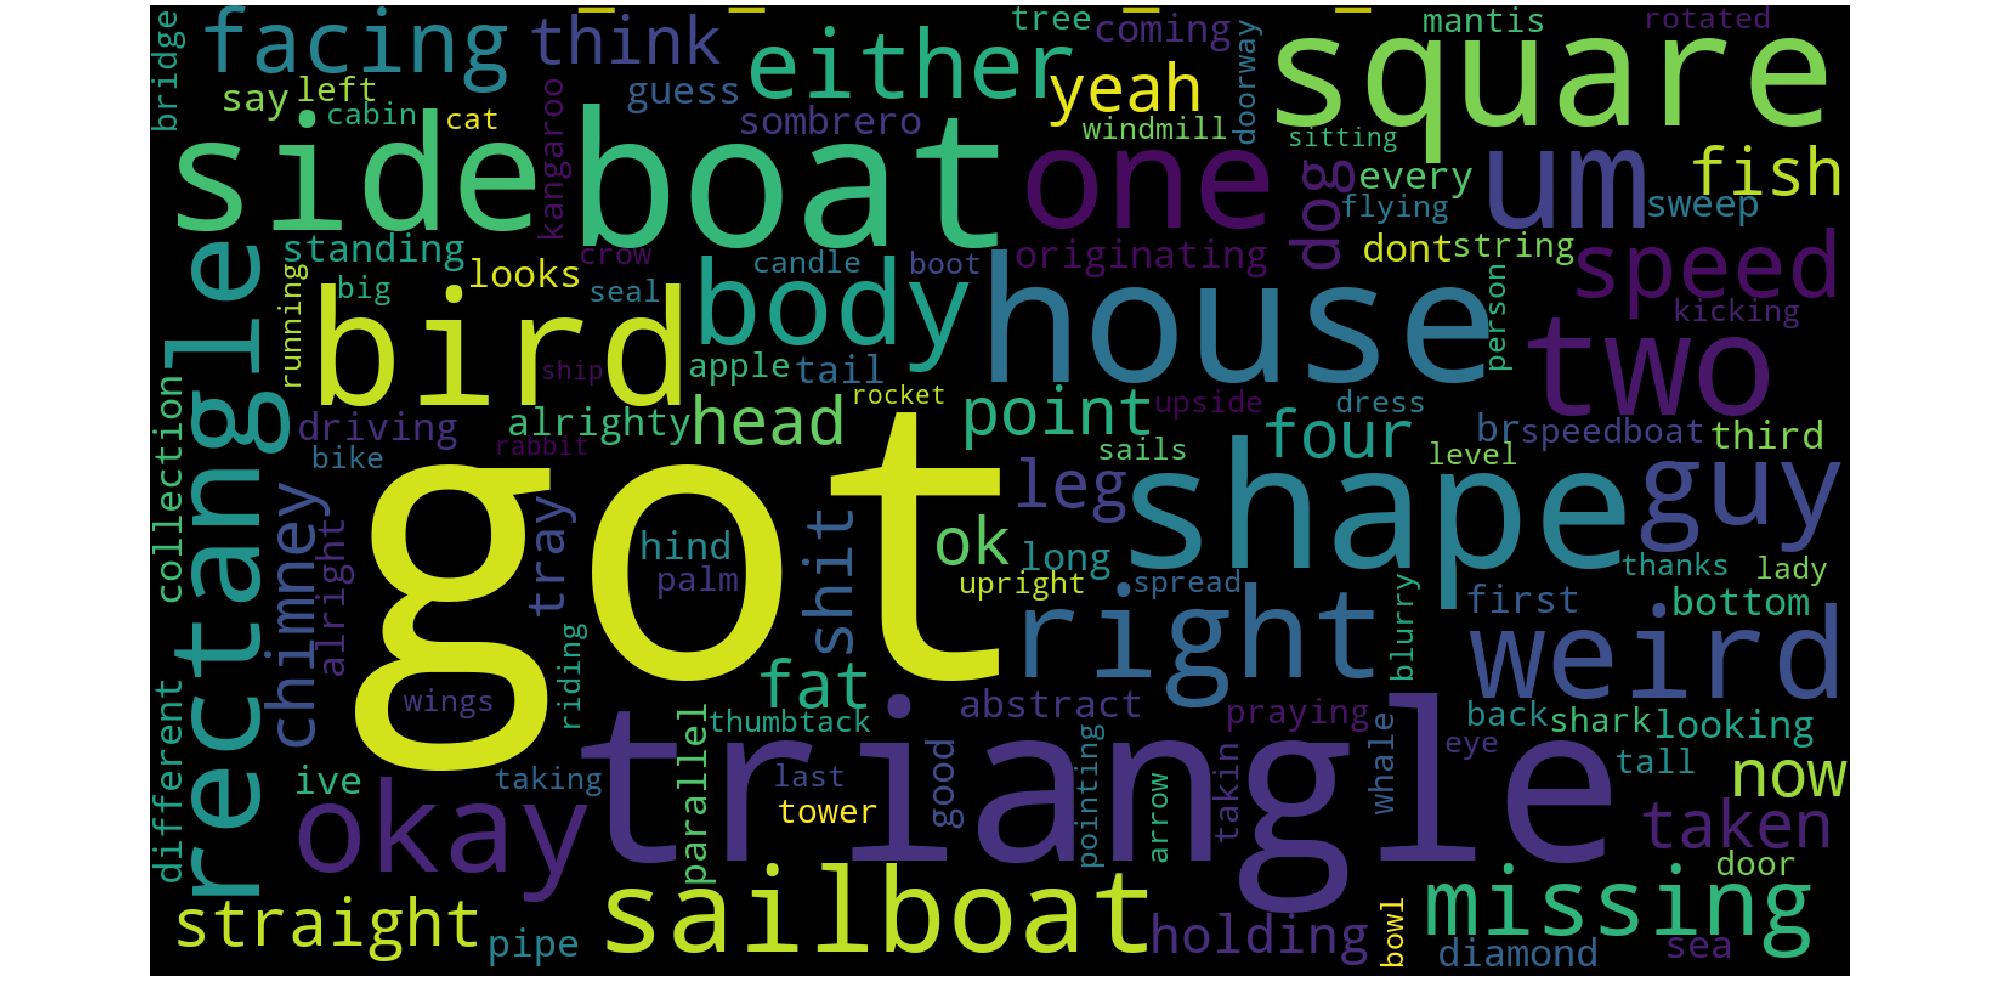 facing
think
either
tree
coming
mantis
rotated
square
bridge
say
left
cabin
cat
kangaroo
guess
sombrero
yeah
windmill
doorway
sitting
side
boat
one
dog
every
flying
um
fish
sweep
standing
crow
originating
dont
string
speed
rectangle
running
big
looks
seal
body
candle
boot
house
person
kicking
bird
ship
apple
tail
rocket
two
collection
driving
bike
alrighty
rabbit
head
point
upside
sails
dress
four
level
br
speedboat
third
got
chimney
alright
tray
hind
palm
shit
ok
leg
long
upright
spread
shape
guy
thanks
lady
first
bottom
right
blurry
weird
different
wings
riding
fat
thumbtack
abstract
praying
whale
back
shark
looking
eye
tall
now
ive
okay
taking
parallel
triangle
last
tower
good
pointing
arrow
takin
taken
door
straight
pipe
sailboat
holding
bowl
missing
diamond
sea